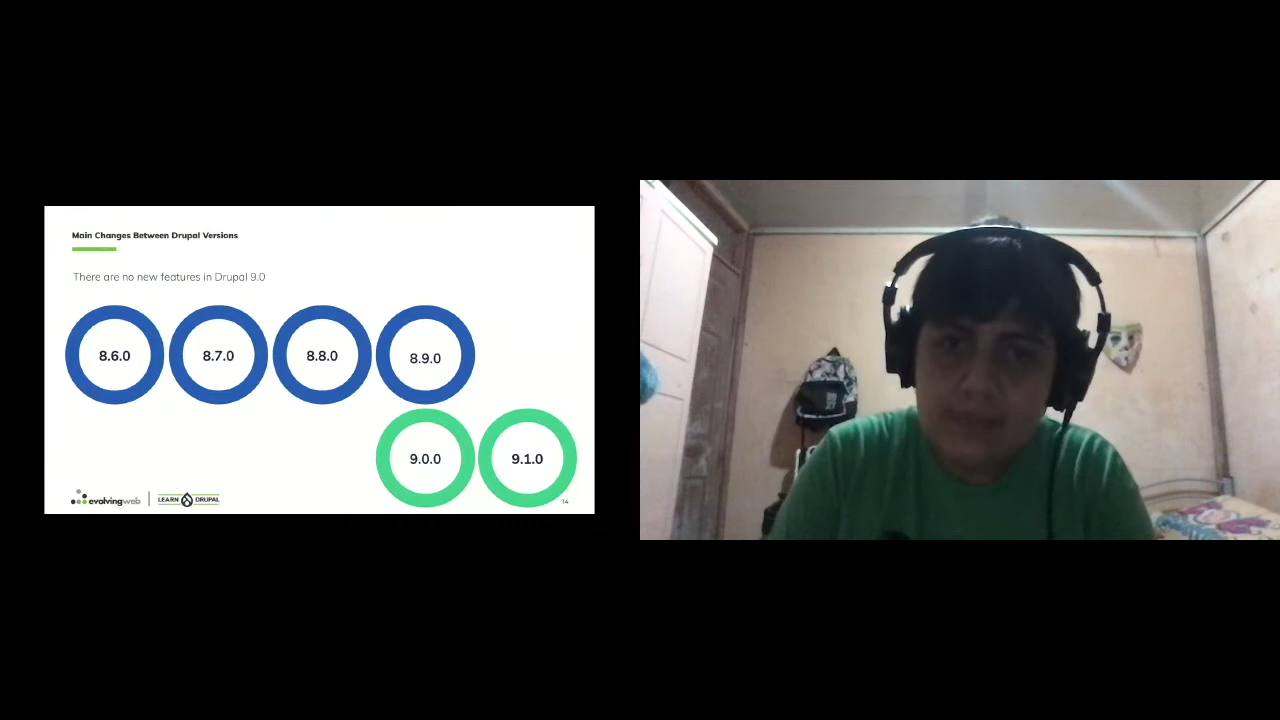 Main Changes Between Drupal Versions
There are no new features in Drupal 9.0
8.6.0
8.7.0
8.8.0
8.9.0
9.0.0
9.1.0
evolvingweb
LEARN DRUPAL
14